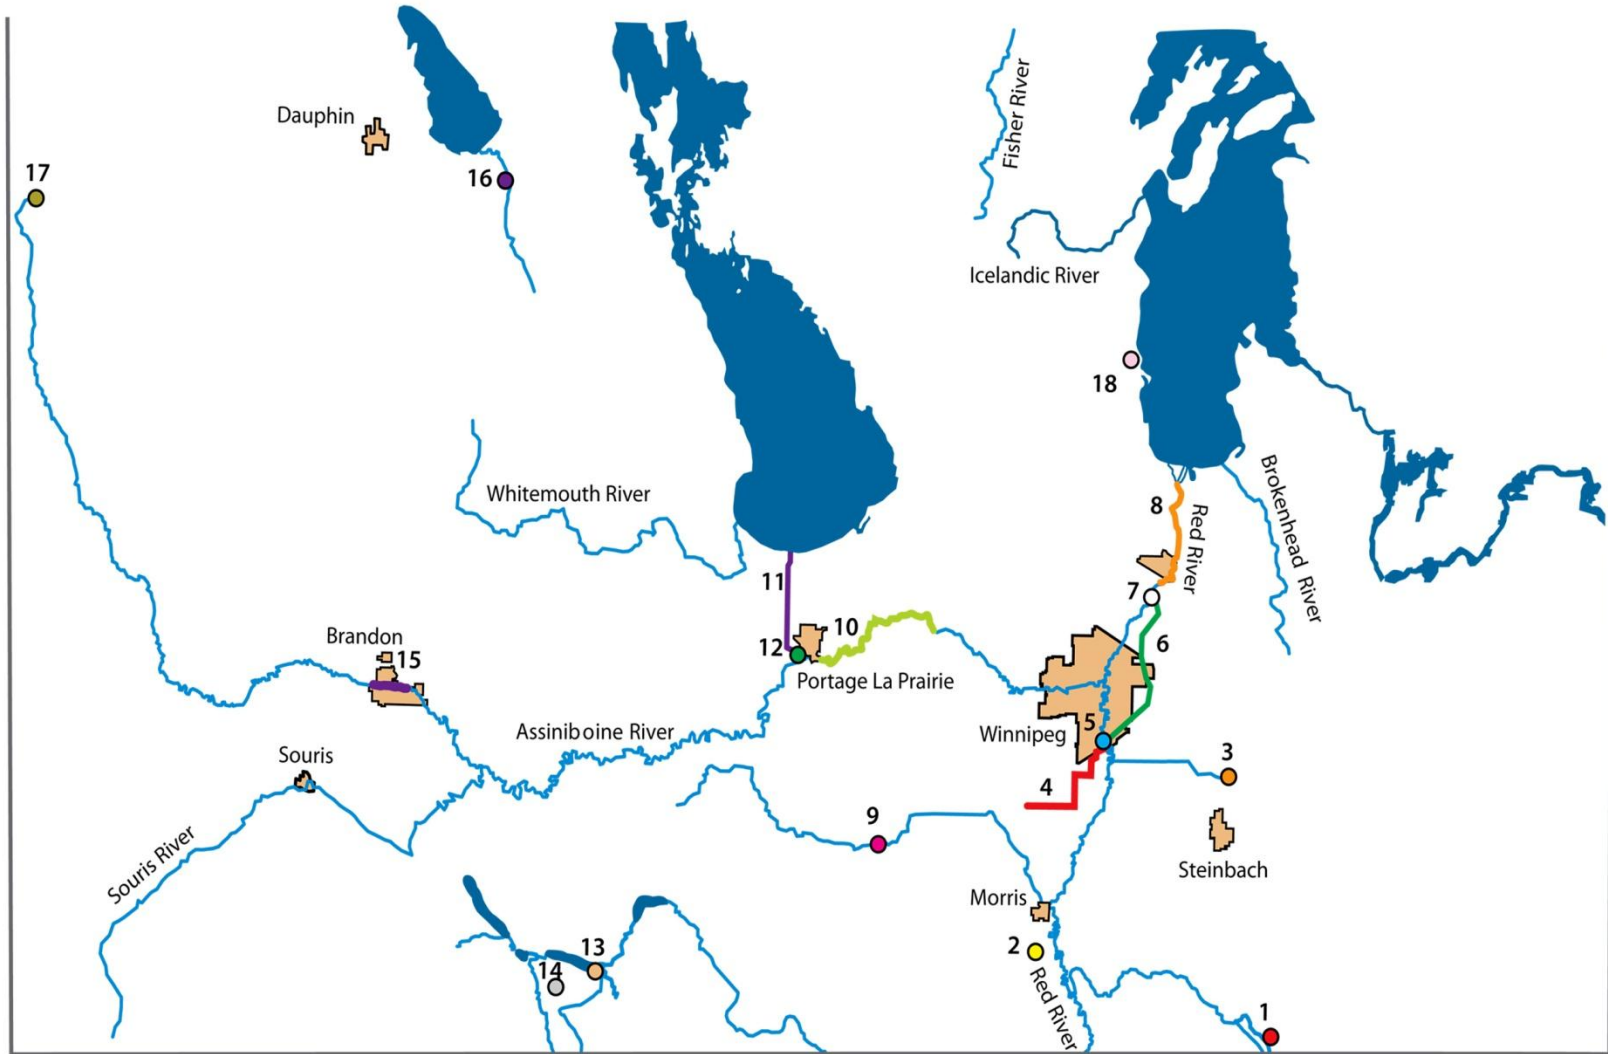 Dauphin
Fisher River
17
16
Icelandic River
18
Whitemouth River
8
Red River
Brokenhead River
11
7
Brandon
15
12
10
6
Portage La Prairie
Assiniboine River
Winnipeg
5
3
Souris
4
9
Steinbach
Souris River
Morris
13
2
14
Red River
1